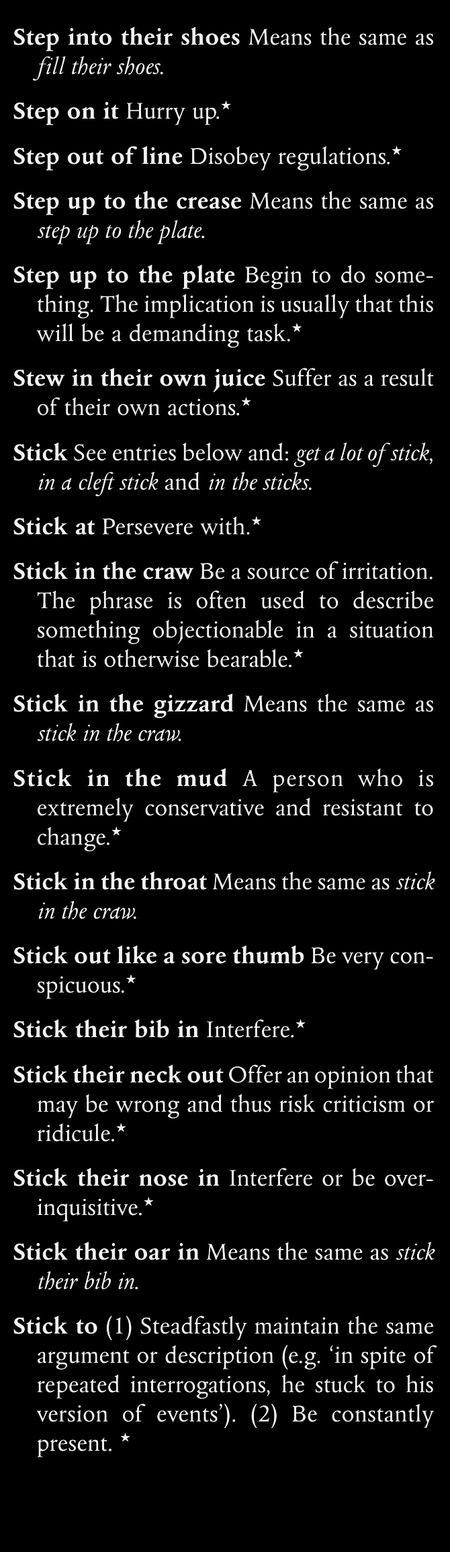 Step into their shoes Means the same as
fill their shoes.
Step on it Hurry up.★
Step out of line Disobey regulations.★
Step up to the crease Means the same as
step up to the plate.
Step up to the plate Begin to do some-
thing. The implication is usually that this
will be a demanding task.★
Stew in their own juice Suffer as a result
of their own actions.★
Stick See entries below and: get a lot of stick,
in a cleft stick and in the sticks.
Stick at Persevere with.★
Stick in the craw Be a source of irritation.
The phrase is often used to describe
something objectionable in a situation
that is otherwise bearable.★
Stick in the gizzard Means the same as
stick in the craw.
Stick in the mud A person who is
extremely conservative and resistant to
change.★
Stick in the throat Means the same as stick
in the craw.
Stick out like a sore thumb Be very con-
spicuous.★
Stick their bib in Interfere.★
Stick their neck out Offer an opinion that
may be wrong and thus risk criticism or
ridicule.★
Stick their nose in Interfere or be over-
inquisitive.★
Stick their oar in Means the same as stick
their bib in.
Stick to (1) Steadfastly maintain the same
argument or description (e.g. ‘in spite of
repeated interrogations, he stuck to his
version of events’). (2) Be constantly
present. ★